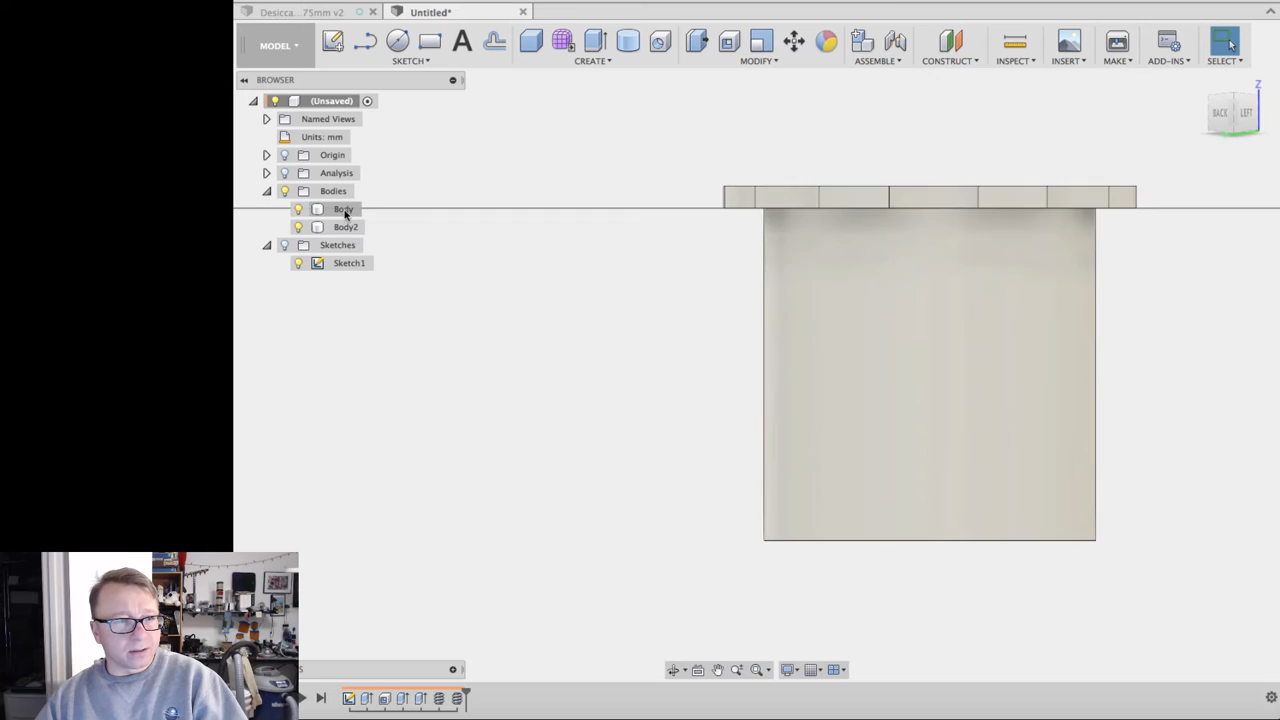 Desicca...75mm v2
Untitled*
MODEL
SKETCH
CREATE
MODIFY
ASSEMBLE
CONSTRUCT
INSPECT
INSERT
MAKE
ADD-INS
SELECT
BROWSER
(Unsaved)
Named Views
Units: mm
Origin
Analysis
Bodies
Body
Body2
Sketches
Sketch1
Z
BACK
LEFT
S